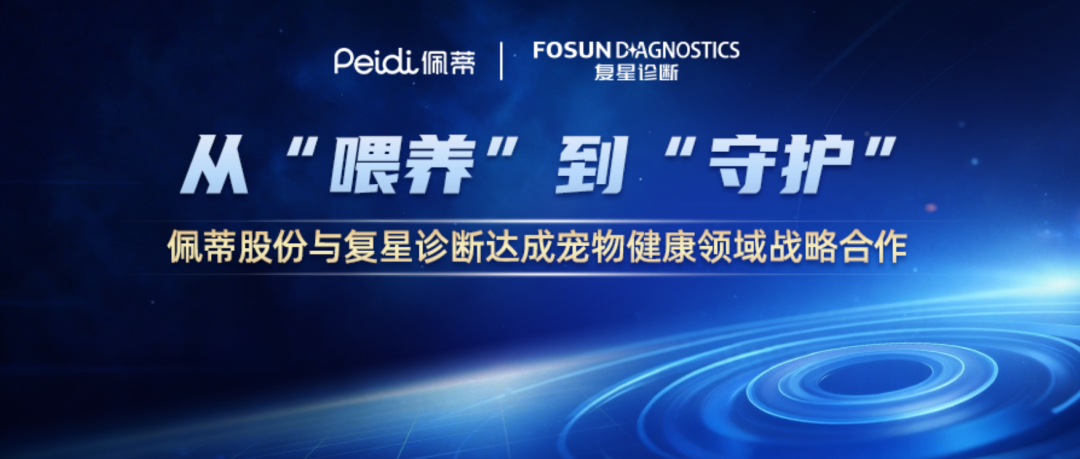 Peidi佩蒂
FOSUN DIAGNOSTICS
复星诊断
从“喂养”到“守护”
佩蒂股份与复星诊断达成宠物健康领域战略合作